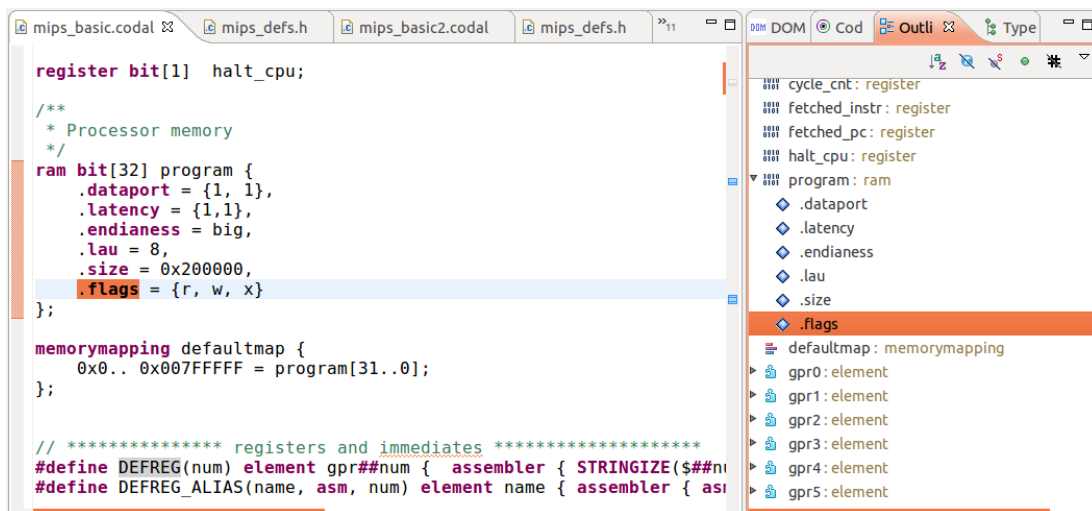 mips_basic.codal
mips_defs.h
mips_basic2.codal
mips_defs.h
»11
register bit[1]  halt_cpu;
/**
 * Processor memory
 */
ram bit[32] program {
    .dataport = {1, 1},
    .latency = {1,1},
    .endianess = big,
    .lau = 8,
    .size = 0x200000,
    .flags = {r, w, x}
};
memorymapping defaultmap {
    0x0.. 0x007FFFFF = program[31..0];
};
// *************** registers and immediates ********************
#define DEFREG(num) element gpr##num {  assembler { STRINGIZE($##nu
#define DEFREG_ALIAS(name, asm, num) element name { assembler { asm
DOM DOM
Cod
Outli
Type
cycle_cnt : register
fetched_instr : register
fetched_pc : register
halt_cpu : register
program : ram
.dataport
.latency
.endianess
.lau
.size
.flags
defaultmap : memorymapping
gpr0 : element
gpr1 : element
gpr2 : element
gpr3 : element
gpr4 : element
gpr5 : element